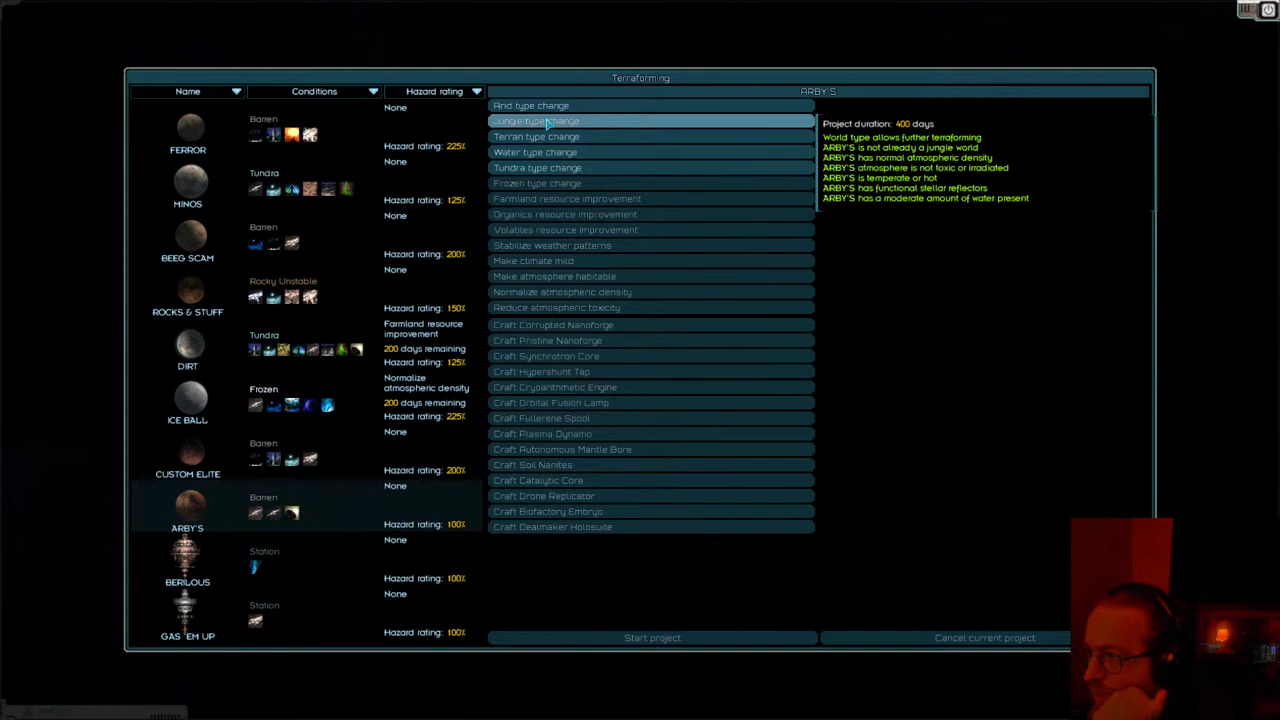 Terraforming
Name
Conditions
Hazard rating
ARBY'S
None
Barren
FERROR
Hazard rating: 225%
None
Tundra
MINOS
Hazard rating: 125%
None
Barren
BEEG SCAM
Hazard rating: 200%
None
Rocky Unstable
ROCKS & STUFF
Hazard rating: 150%
Farmland resource
improvement
Tundra
200 days remaining
DIRT
Hazard rating: 125%
Normalize
atmospheric density
Frozen
200 days remaining
ICE BALL
Hazard rating: 225%
None
Barren
CUSTOM ELITE
Hazard rating: 200%
None
Barren
ARBY'S
Hazard rating: 100%
None
Station
BERILOUS
Hazard rating: 100%
None
Station
GAS 'EM UP
Hazard rating: 100%
Arid type change
Jungle type change
Terran type change
Water type change
Tundra type change
Frozen type change
Farmland resource improvement
Organics resource improvement
Volatiles resource improvement
Stabilize weather patterns
Make climate mild
Make atmosphere habitable
Normalize atmospheric density
Reduce atmospheric toxicity
Craft Corrupted Nanoforge
Craft Pristine Nanoforge
Craft Synchrotron Core
Craft Hypershunt Tap
Craft Cryoarithmetic Engine
Craft Orbital Fusion Lamp
Craft Fullerene Spool
Craft Plasma Dynamo
Craft Autonomous Mantle Bore
Craft Soil Nanites
Craft Catalytic Core
Craft Drone Replicator
Craft Biofactory Embryo
Craft Dealmaker Holosuite
Project duration: 400 days
World type allows further terraforming
ARBY'S is not already a jungle world
ARBY'S has normal atmospheric density
ARBY'S atmosphere is not toxic or irradiated
ARBY'S is temperate or hot
ARBY'S has functional stellar reflectors
ARBY'S has a moderate amount of water present
Start project
Cancel current project